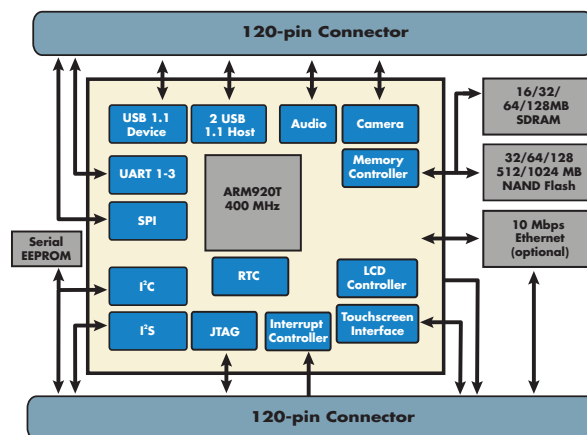 120-pin Connector
USB 1.1
Device
2 USB
1.1 Host
Audio
Camera
16/32/
64/128MB
SDRAM
UART 1-3
ARM920T
400 MHz
Memory
Controller
32/64/128
512/1024 MB
NAND Flash
SPI
Serial
EEPROM
10 Mbps
Ethernet
(optional)
I²C
RTC
LCD
Controller
I²S
JTAG
Interrupt
Controller
Touchscreen
Interface
120-pin Connector